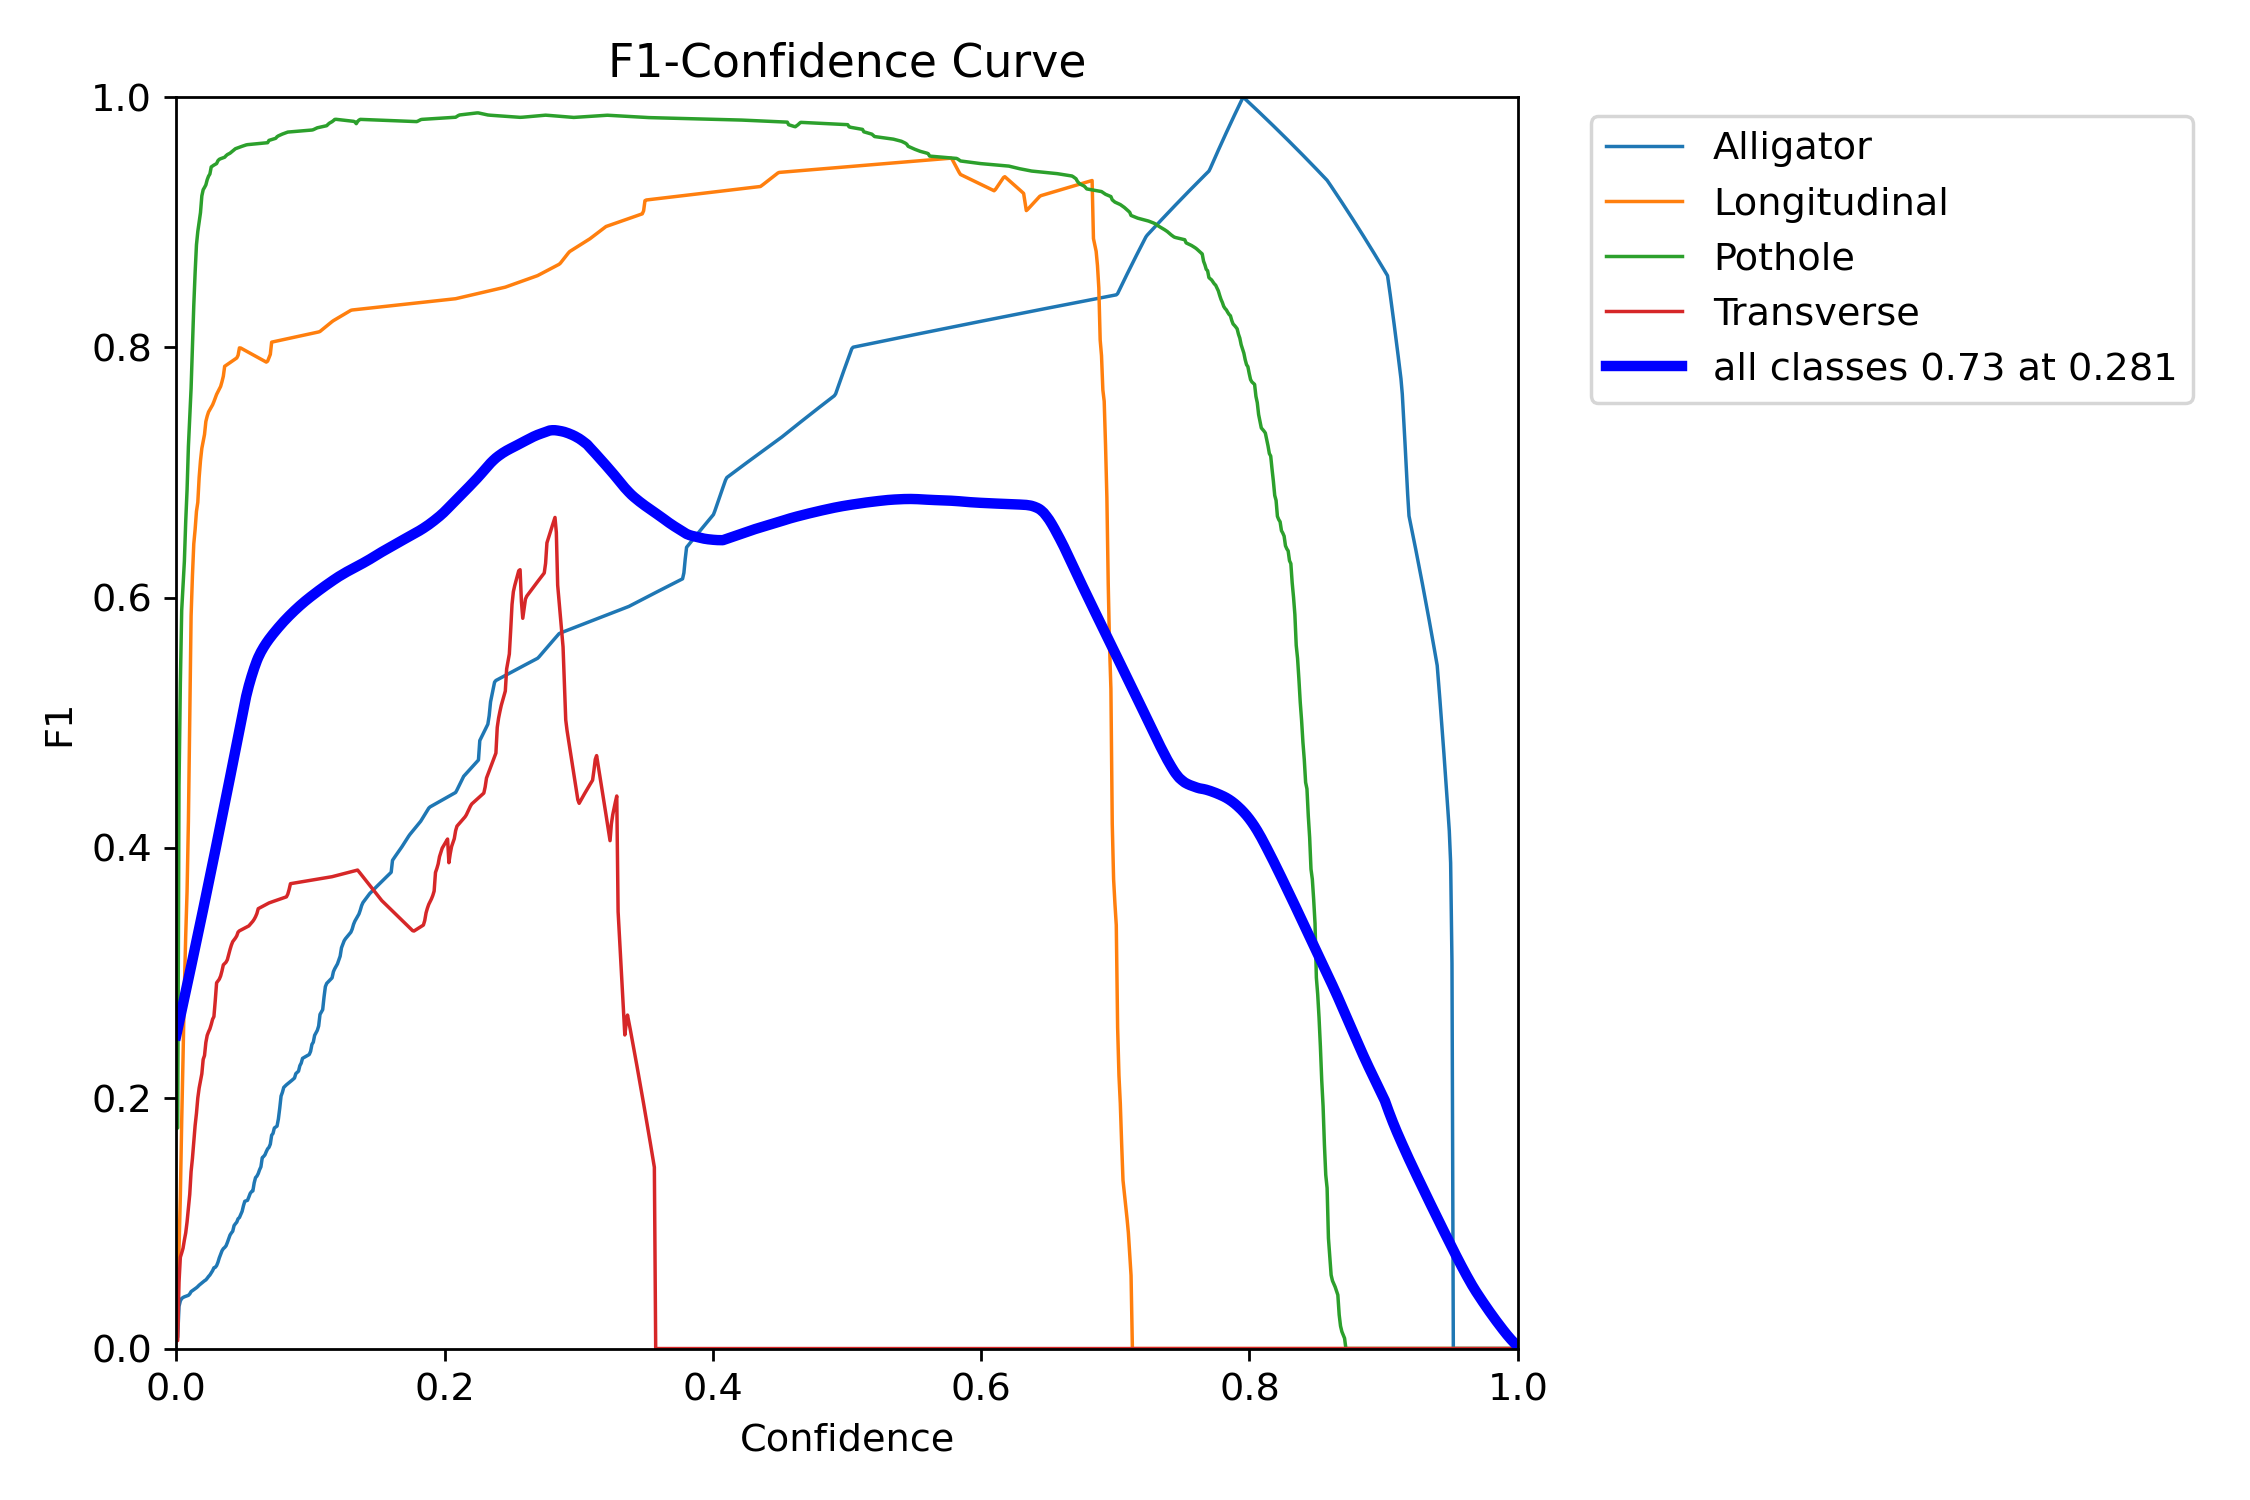 F1-Confidence Curve
1.0
0.8
0.6
0.4
0.2
0.0
F1
0.0 0.2 0.4 0.6 0.8 1.0
Confidence
Alligator
Longitudinal
Pothole
Transverse
all classes 0.73 at 0.281